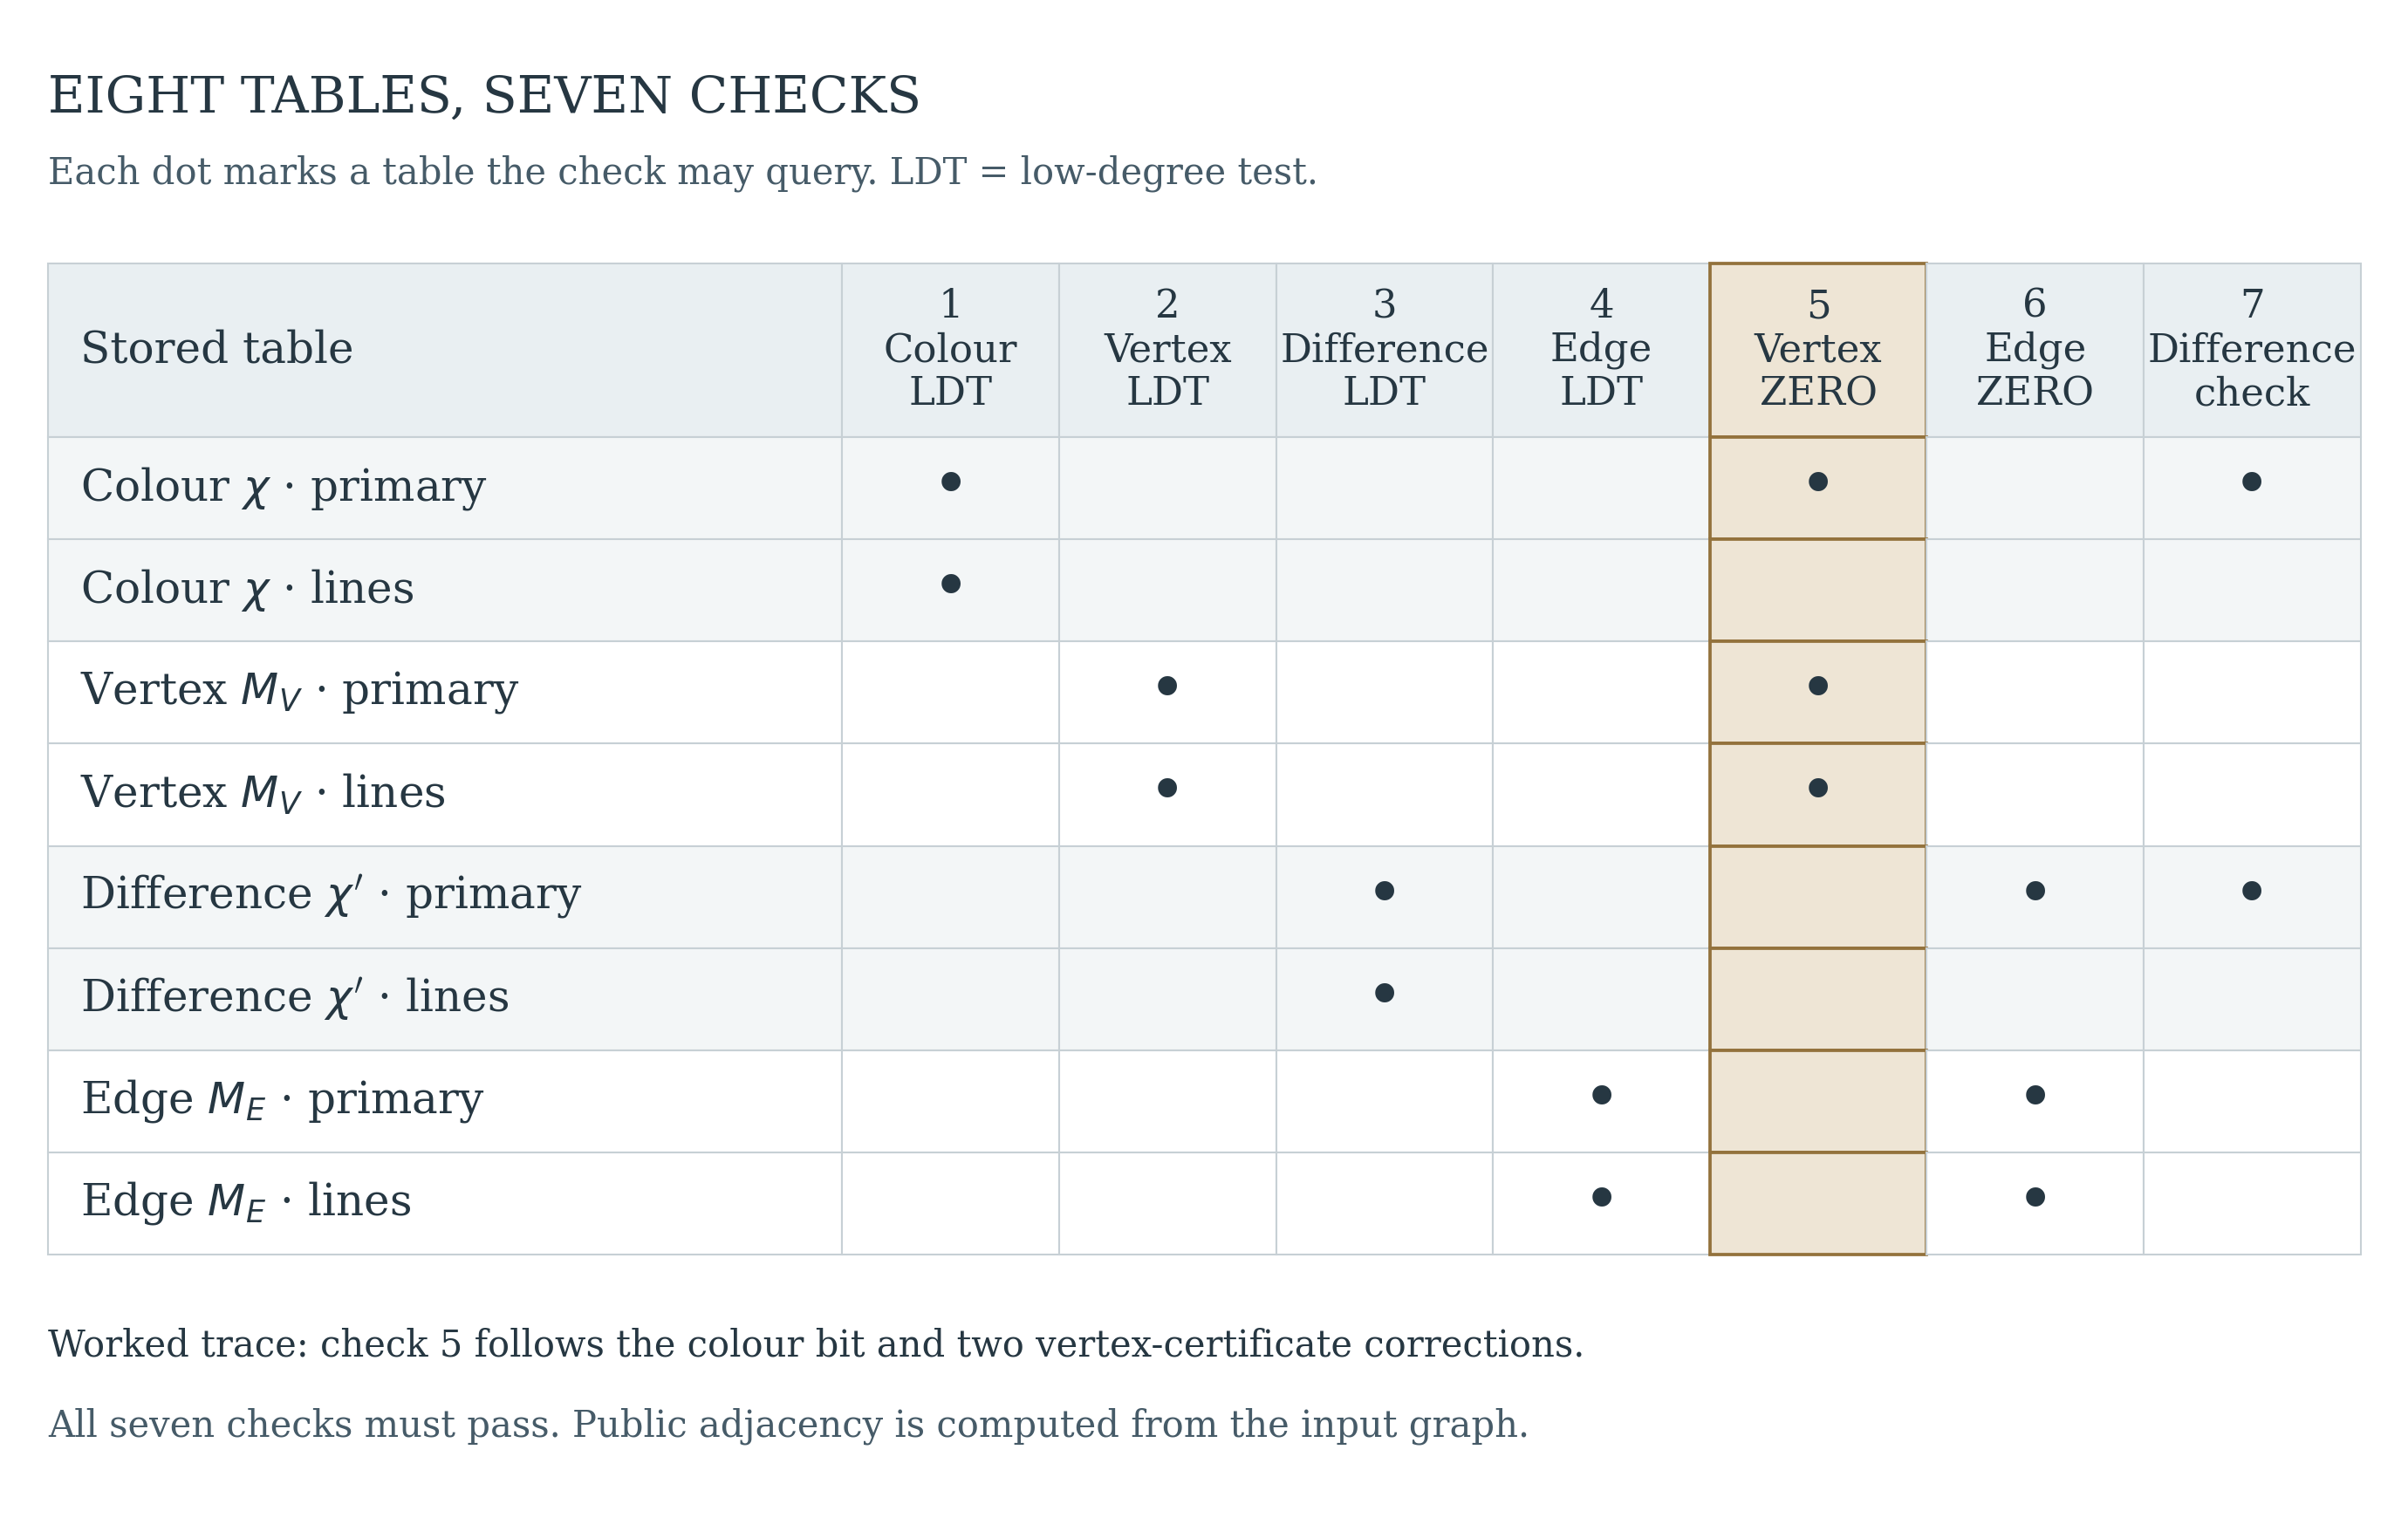 EIGHT TABLES, SEVEN CHECKS
Each dot marks a table the check may query. LDT = low-degree test.
Stored table
1
Colour
LDT
2
Vertex
LDT
3
Difference
LDT
4
Edge
LDT
5
Vertex
ZERO
6
Edge
ZERO
7
Difference
check
Colour χ · primary
Colour χ · lines
Vertex M_V · primary
Vertex M_V · lines
Difference χ′ · primary
Difference χ′ · lines
Edge M_E · primary
Edge M_E · lines
Worked trace: check 5 follows the colour bit and two vertex-certificate corrections.
All seven checks must pass. Public adjacency is computed from the input graph.